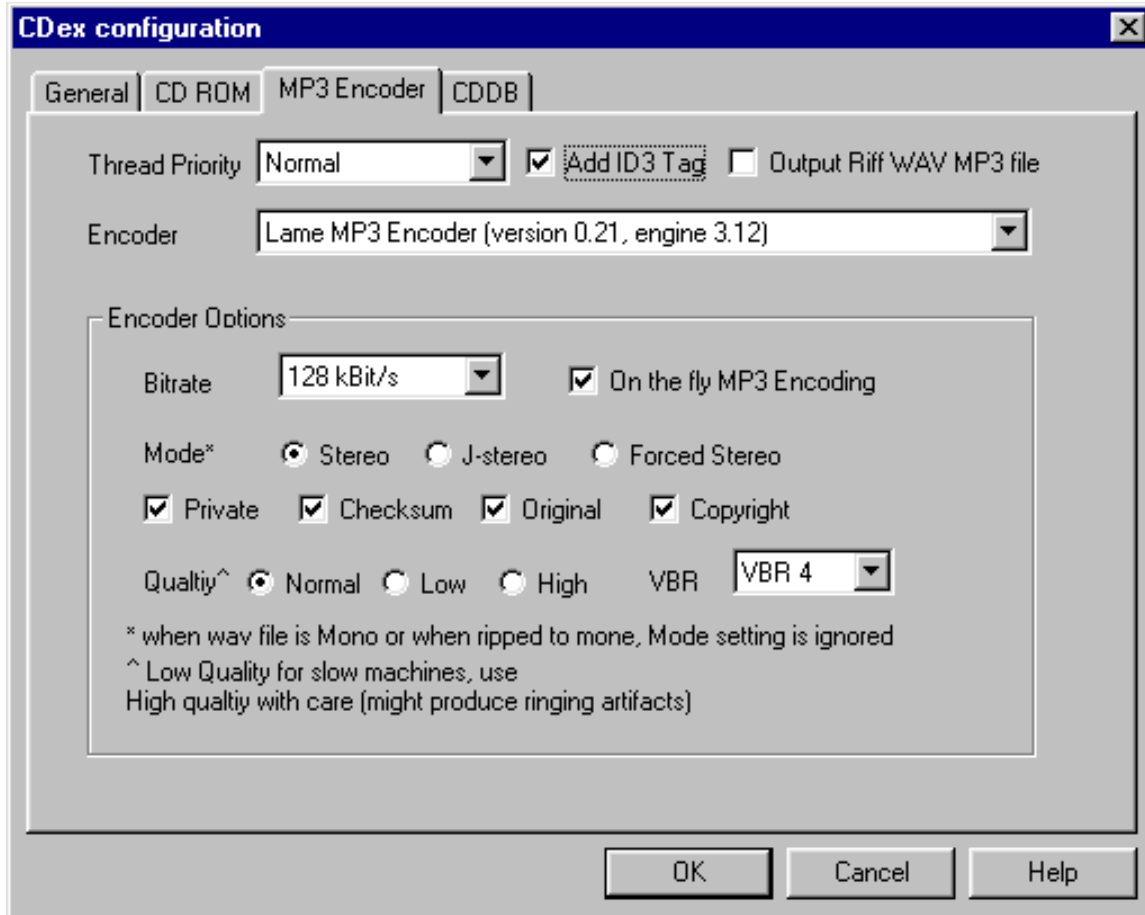 CDex configuration
General CD ROM MP3 Encoder CDDB
Thread Priority Normal Add ID3 Tag Output Riff WAV MP3 file
Encoder Lame MP3 Encoder (version 0.21, engine 3.12)
Encoder Options
Bitrate 128 kBit/s On the fly MP3 Encoding
Mode* Stereo J-stereo Forced Stereo
Private Checksum Original Copyright
Qualtiy^ Normal Low High VBR VBR 4
* when wav file is Mono or when ripped to mone, Mode setting is ignored
^ Low Quality for slow machines, use
High qualtiy with care (might produce ringing artifacts)
OK Cancel Help